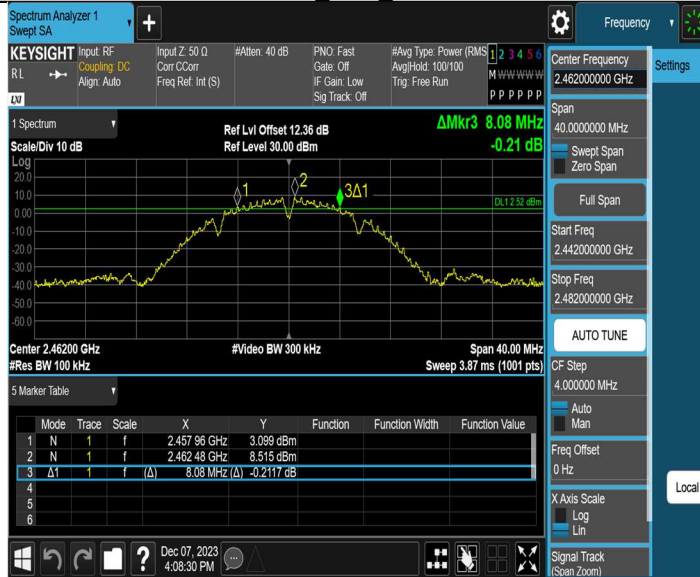 Spectrum Analyzer 1
Swept SA
Frequency
KEYSIGHT
RL
LXI
Input: RF
Coupling: DC
Align: Auto
Input Z: 50 Ω
Corr CCorr
Freq Ref: Int (S)
#Atten: 40 dB
PNO: Fast
Gate: Off
IF Gain: Low
Sig Track: Off
#Avg Type: Power (RMS
Avg|Hold: 100/100
Trig: Free Run
1 2 3 4 5 6
M W W W W W
P P P P P P
1 Spectrum
Scale/Div 10 dB
Log
Ref Lvl Offset 12.36 dB
Ref Level 30.00 dBm
ΔMkr3 8.08 MHz
-0.21 dB
20.0
10.0
0.00
-10.0
-20.0
-30.0
-40.0
-50.0
-60.0
1
2
3Δ1
DL1 2.52 dBm
Center 2.46200 GHz
#Video BW 300 kHz
Span 40.00 MHz
#Res BW 100 kHz
Sweep 3.87 ms (1001 pts)
5 Marker Table
Mode Trace Scale X Y Function Function Width Function Value
1 N 1 f 2.457 96 GHz 3.099 dBm
2 N 1 f 2.462 48 GHz 8.515 dBm
3 Δ1 1 f (Δ) 8.08 MHz (Δ) -0.2117 dB
4
5
6
Dec 07, 2023
4:08:30 PM
Center Frequency
2.462000000 GHz
Span
40.0000000 MHz
Swept Span
Zero Span
Full Span
Start Freq
2.442000000 GHz
Stop Freq
2.482000000 GHz
AUTO TUNE
CF Step
4.000000 MHz
Auto
Man
Freq Offset
0 Hz
X Axis Scale
Log
Lin
Signal Track
(Span Zoom)
Settings
Local